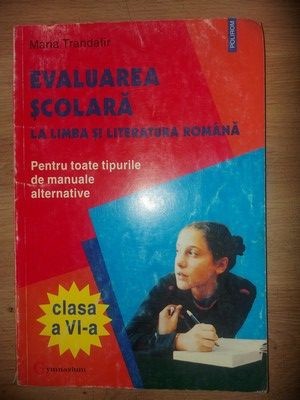 Maria Trandafir
POLIROM
EVALUAREA
ȘCOLARĂ
LA LIMBA ȘI LITERATURA ROMÂNĂ
Pentru toate tipurile
de manuale
alternative
clasa
a VI-a
Gymnasium